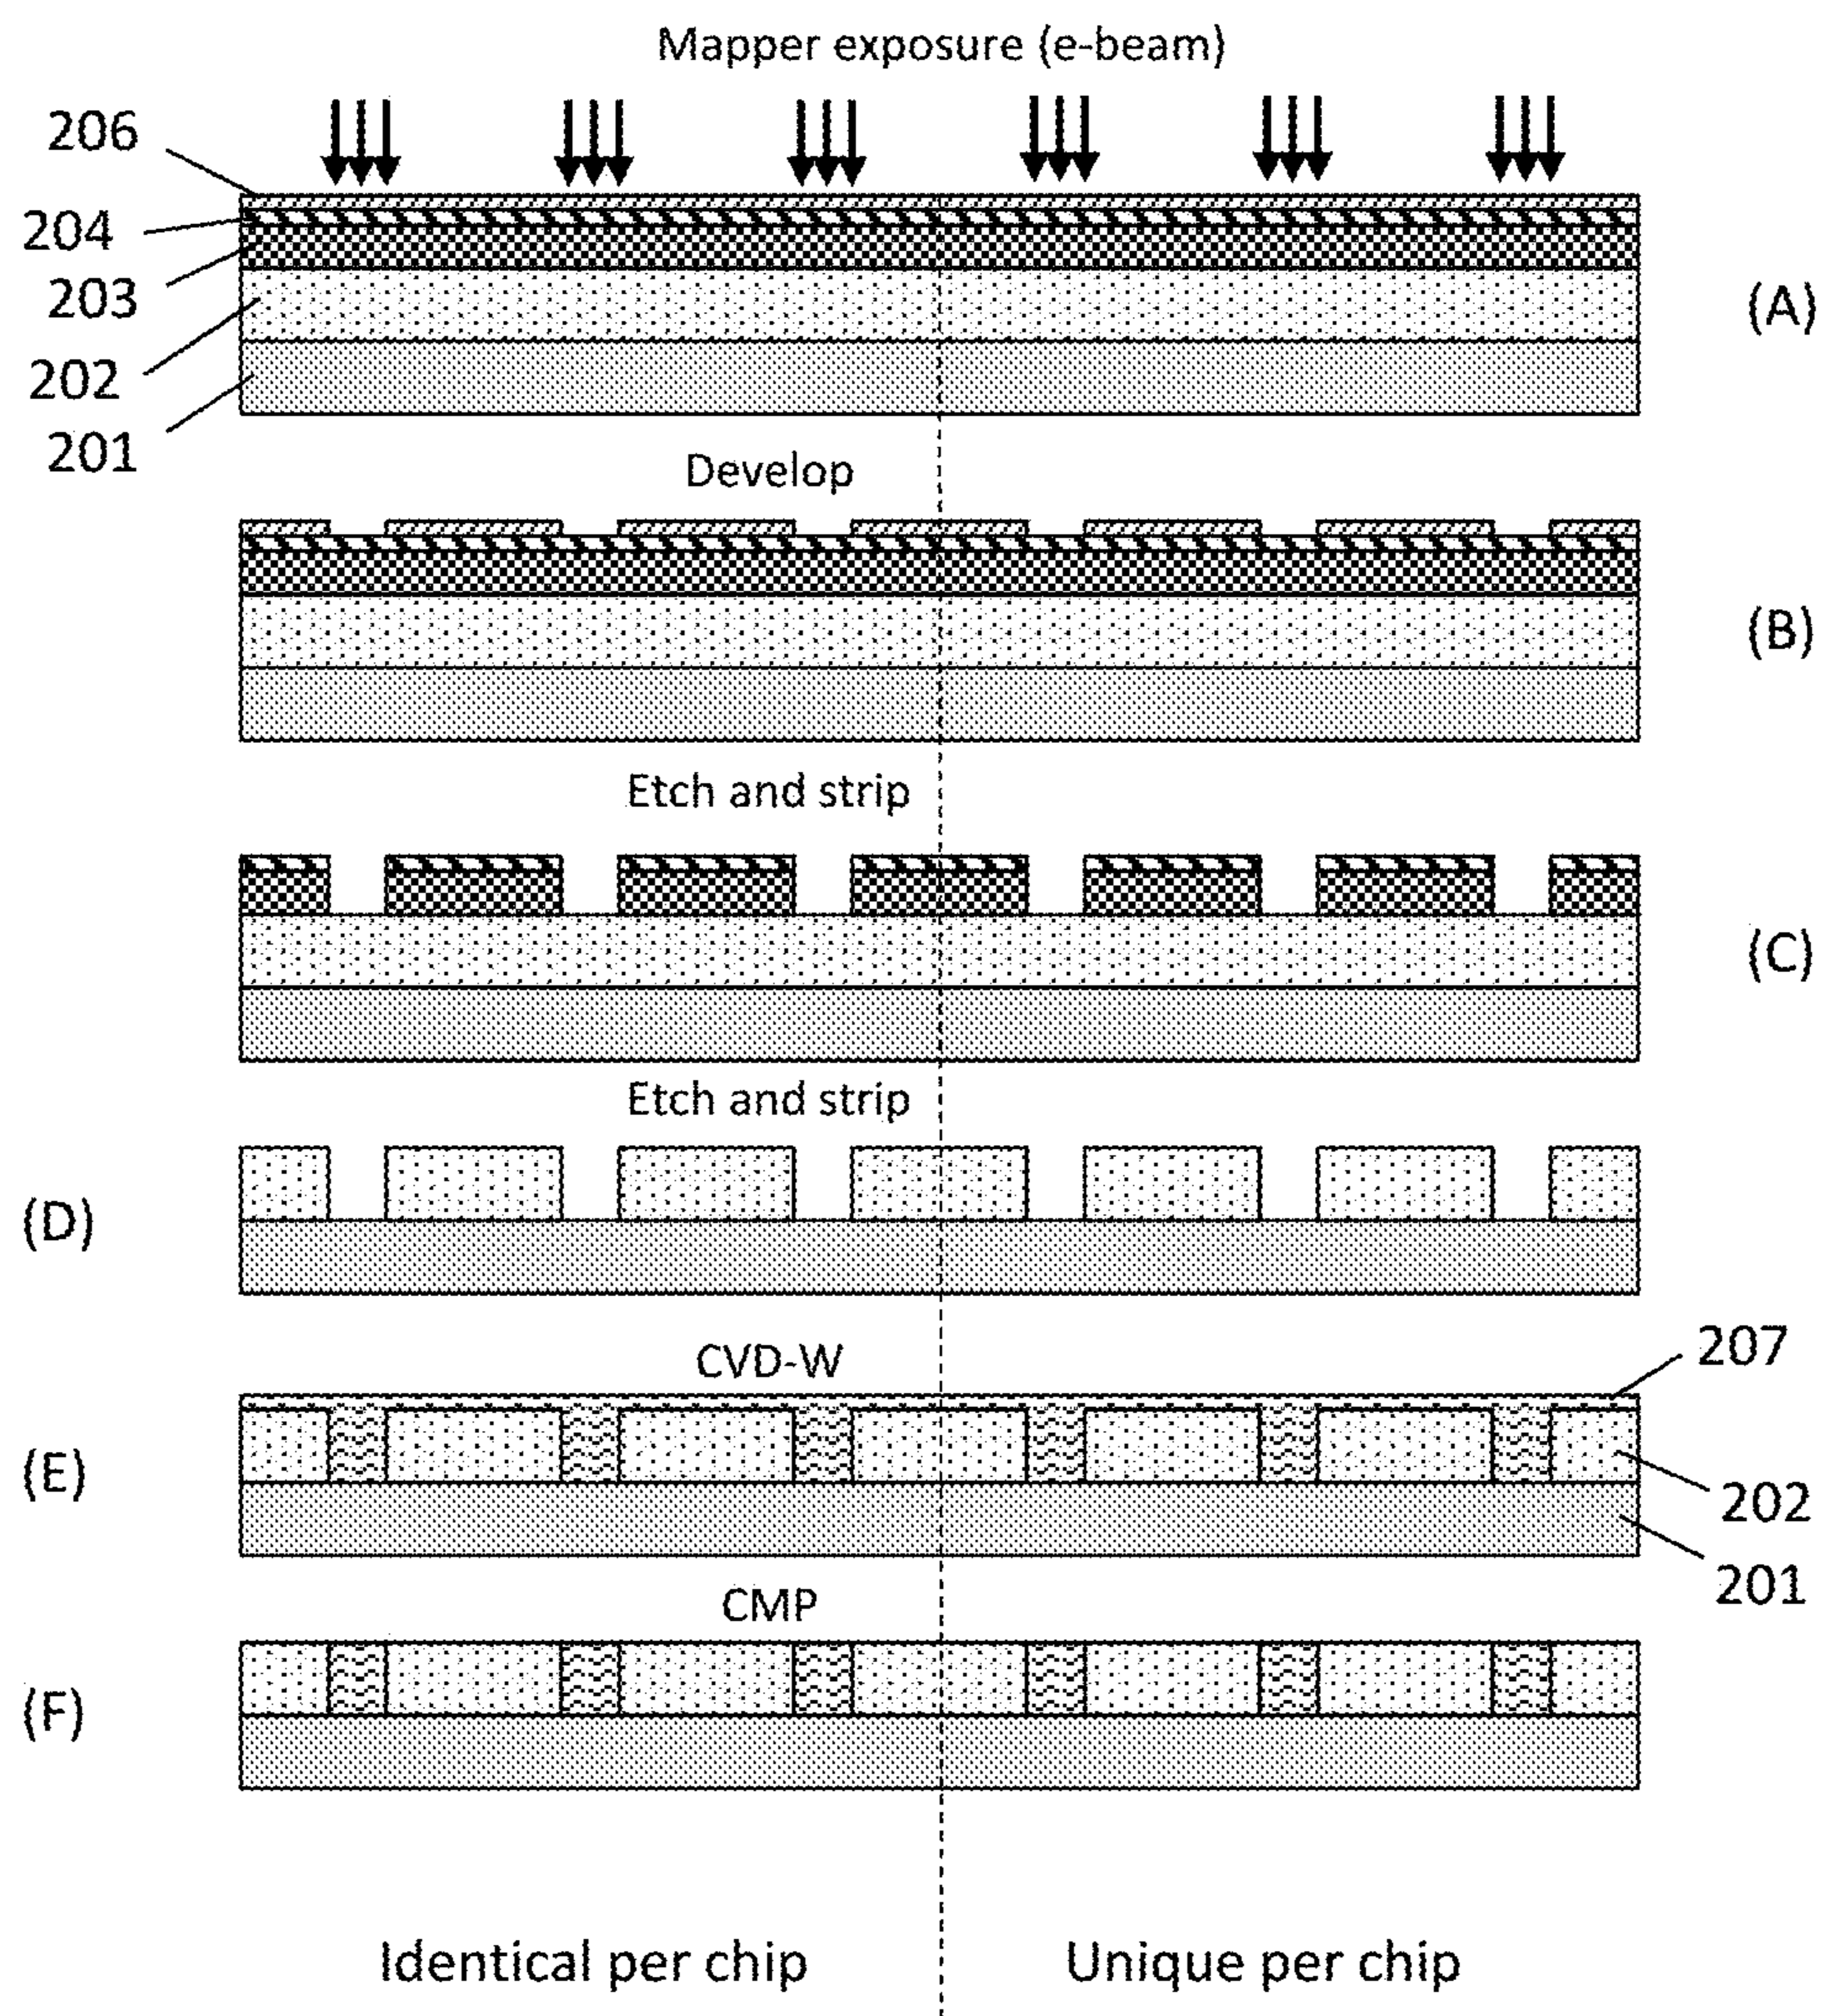 Mapper exposure (e-beam)
206
204
203
202
201
(A)
Develop
(B)
Etch and strip
(C)
Etch and strip
(D)
CVD-W
207
(E)
202
201
CMP
(F)
Identical per chip
Unique per chip